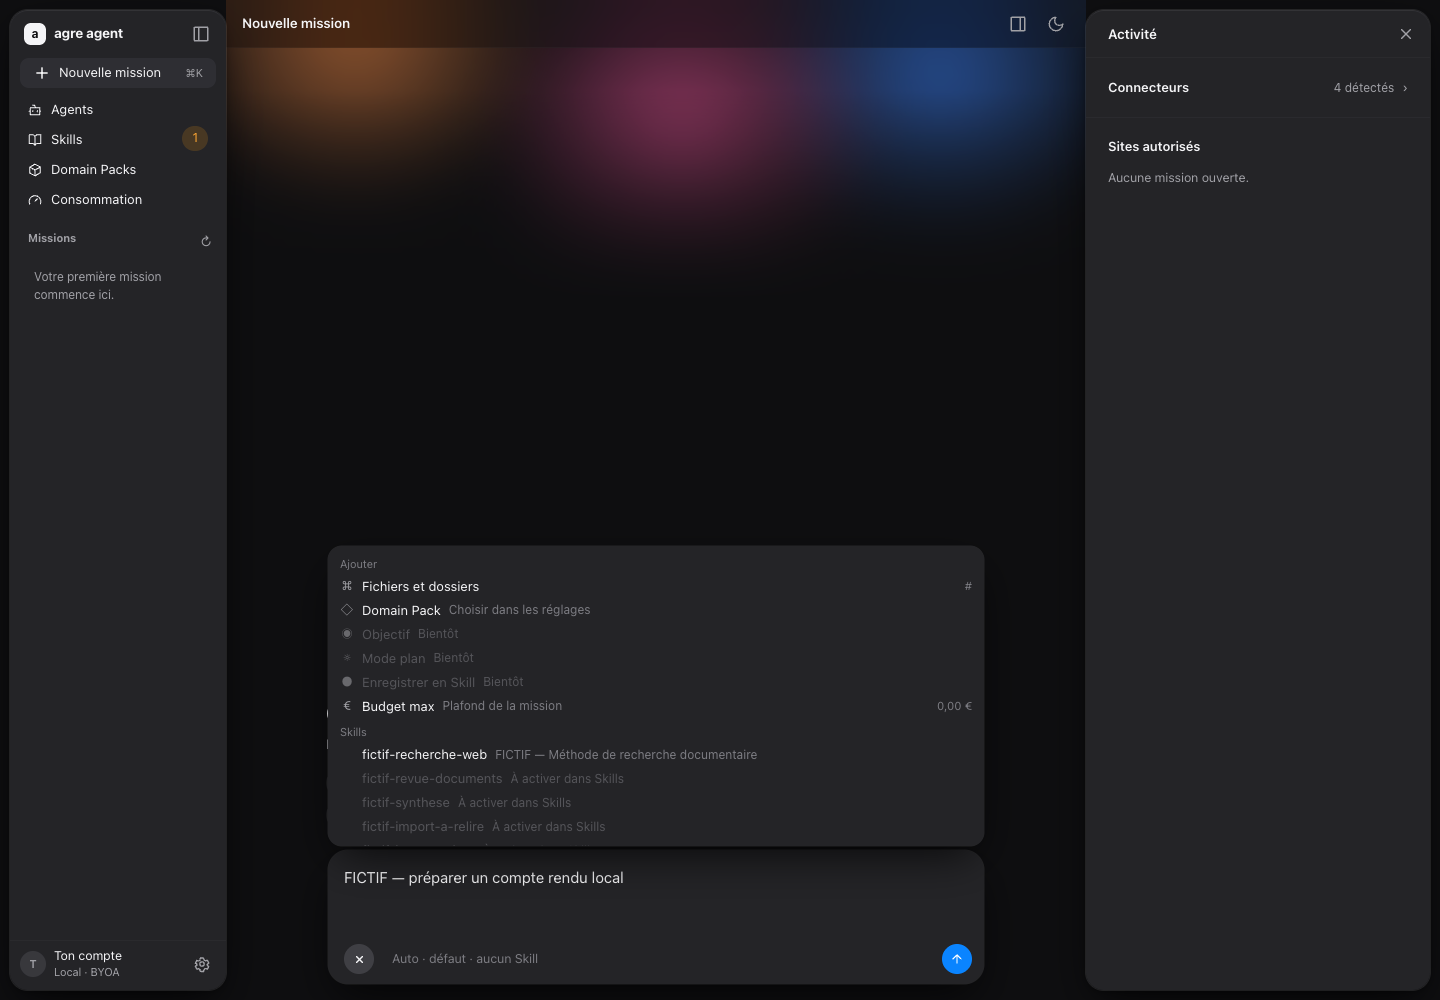 a agre agent
Nouvelle mission ⌘K
Agents
Skills 1
Domain Packs
Consommation
Missions
Votre première mission
commence ici.
T Ton compte
Local · BYOA
Nouvelle mission
Ajouter
⌘ Fichiers et dossiers #
Domain Pack Choisir dans les réglages
Objectif Bientôt
Mode plan Bientôt
Enregistrer en Skill Bientôt
€ Budget max Plafond de la mission 0,00 €
Skills
fictif-recherche-web FICTIF — Méthode de recherche documentaire
fictif-revue-documents À activer dans Skills
fictif-synthese À activer dans Skills
fictif-import-a-relire À activer dans Skills
FICTIF — préparer un compte rendu local
Auto · défaut · aucun Skill
Activité
Connecteurs 4 détectés ›
Sites autorisés
Aucune mission ouverte.